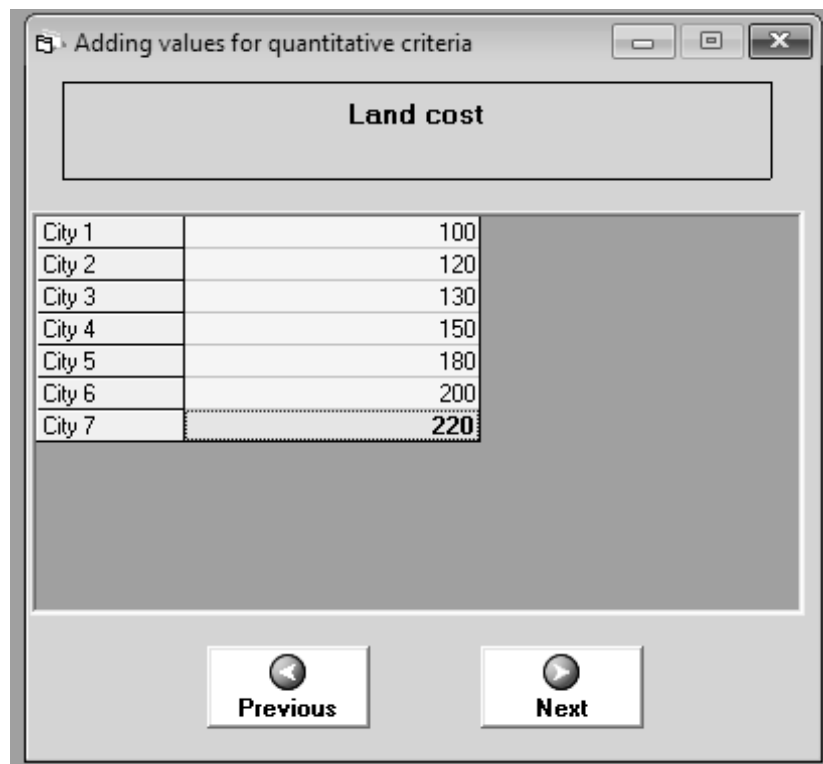 Adding values for quantitative criteria
Land cost
City 1 100
City 2 120
City 3 130
City 4 150
City 5 180
City 6 200
City 7 220
Previous Next